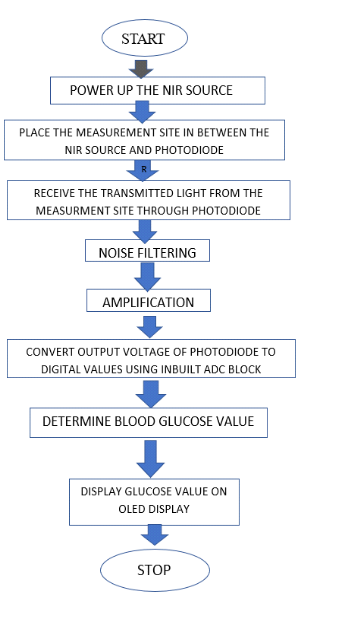 START
POWER UP THE NIR SOURCE
PLACE THE MEASUREMENT SITE IN BETWEEN THE
NIR SOURCE AND PHOTODIODE
R
RECEIVE THE TRANSMITTED LIGHT FROM THE
MEASURMENT SITE THROUGH PHOTODIODE
NOISE FILTERING
AMPLIFICATION
CONVERT OUTPUT VOLTAGE OF PHOTODIODE TO
DIGITAL VALUES USING INBUILT ADC BLOCK
DETERMINE BLOOD GLUCOSE VALUE
DISPLAY GLUCOSE VALUE ON
OLED DISPLAY
STOP